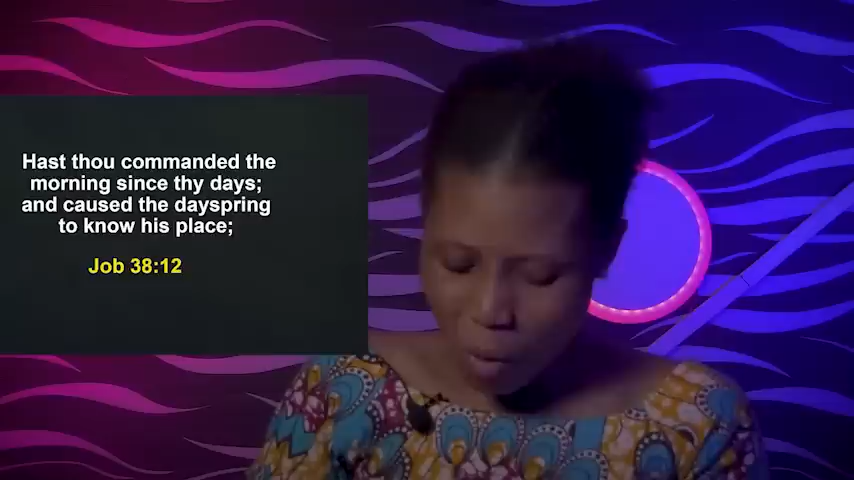 Hast thou commanded the
morning since thy days;
and caused the dayspring
to know his place;
Job 38:12